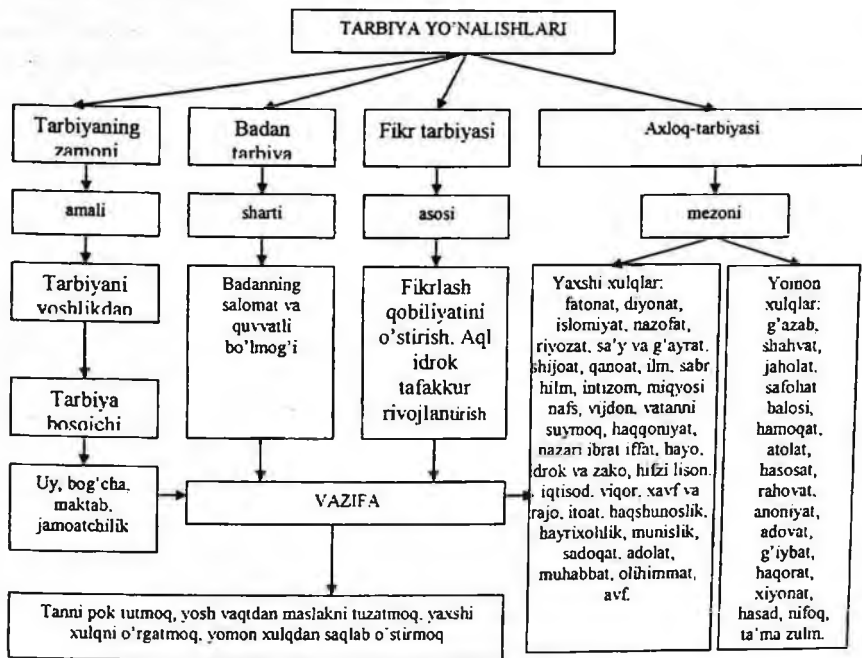 TARBIYA YO'NALISHLARI
Tarbiyaning
zamoni
Badan
tarbiya
Fikr tarbiyasi
Axloq-tarbiyasi
amali
sharti
asosi
mezoni
Tarbiyani
yoshlikdan
Badanning
salomat va
quvvatli
bo'lmog'i
Fikrlash
qobiliyatini
o'stirish. Aql
idrok
tafakkur
rivojlantirish
Yaxshi xulqlar:
fatonat, diyonat,
islomiyat, nazofat,
riyozat, sa'y va g'ayrat,
shijoat, qanoat, ilm, sabr
hilm, intizom, miqyosi
nafs, vijdon, vatanni
suymoq, haqqoniyat,
nazari ibrat iffat, hayo,
drok va zako, hifzi lison,
, iqtisod, viqor, xavf va
rajo, itoat, haqshunoslik,
hayrixohlik, munislik,
sadoqat, adolat,
muhabbat, olihimmat,
avf.
Yomon
xulqlar:
g'azab,
shahvat,
jaholat,
safohat
balosi,
hamoqat,
atolat,
hasosat,
rahovat,
anoniyat,
adovat,
g'iybat,
haqorat,
xiyonat,
hasad, nifoq,
ta'ma zulm.
Tarbiya
bosqichi
Uy, bog'cha,
maktab,
jamoatchilik
VAZIFA
Tanni pok tutmoq, yosh vaqtdan maslakni tuzatmoq, yaxshi
xulqni o'rgatmoq, yomon xulqdan saqlab o'stirmoq